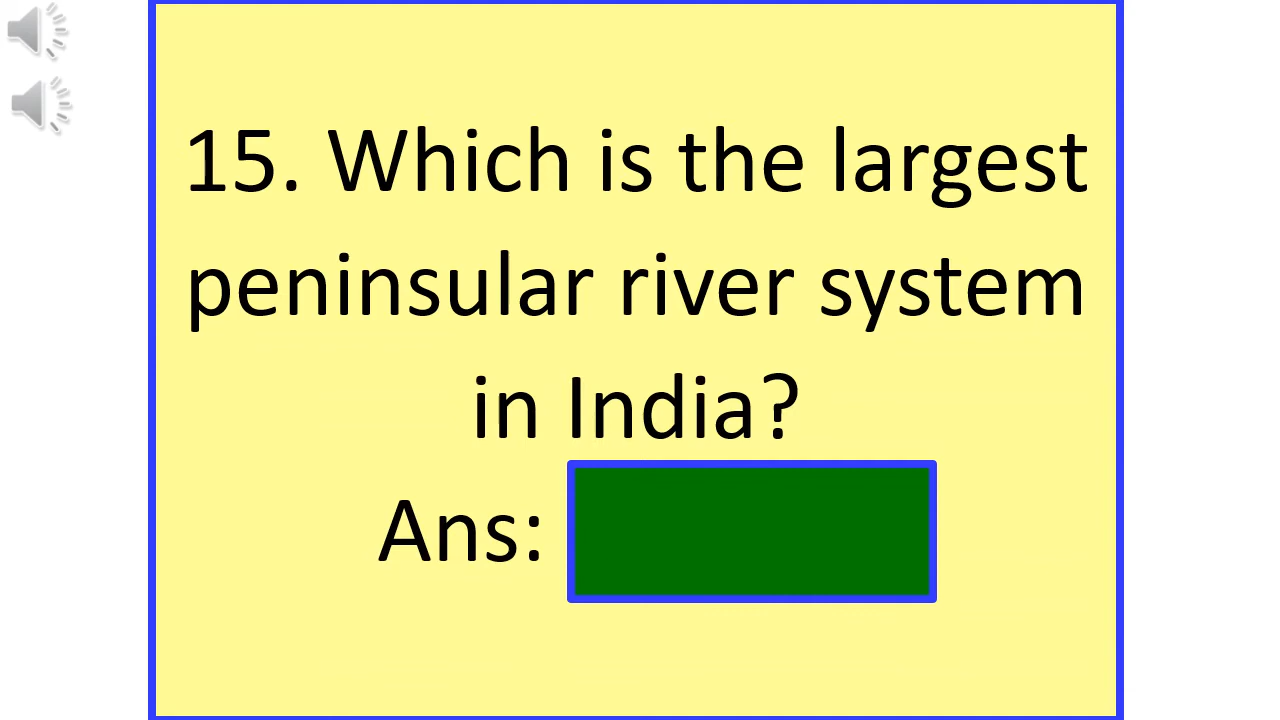 15. Which is the largest
peninsular river system
in India?
Ans: